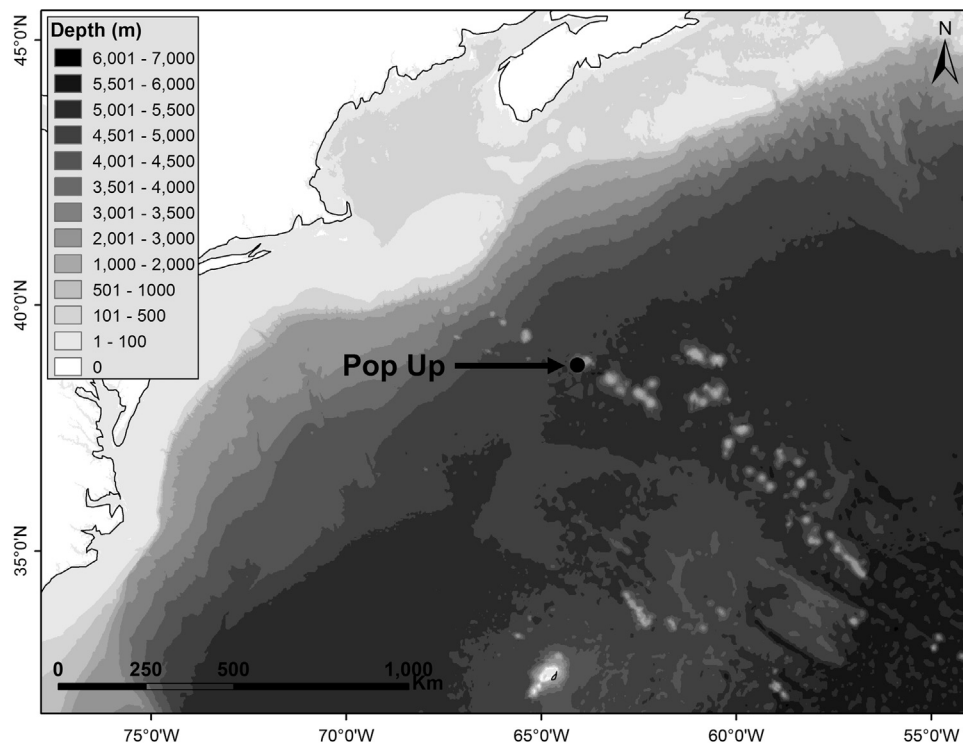 Depth (m)
6,001 - 7,000
5,501 - 6,000
5,001 - 5,500
4,501 - 5,000
4,001 - 4,500
3,501 - 4,000
3,001 - 3,500
2,001 - 3,000
1,000 - 2,000
501 - 1000
101 - 500
1 - 100
0
N
45°0'N
40°0'N
35°0'N
Pop Up
0 250 500 1,000
Km
75°0'W 70°0'W 65°0'W 60°0'W 55°0'W